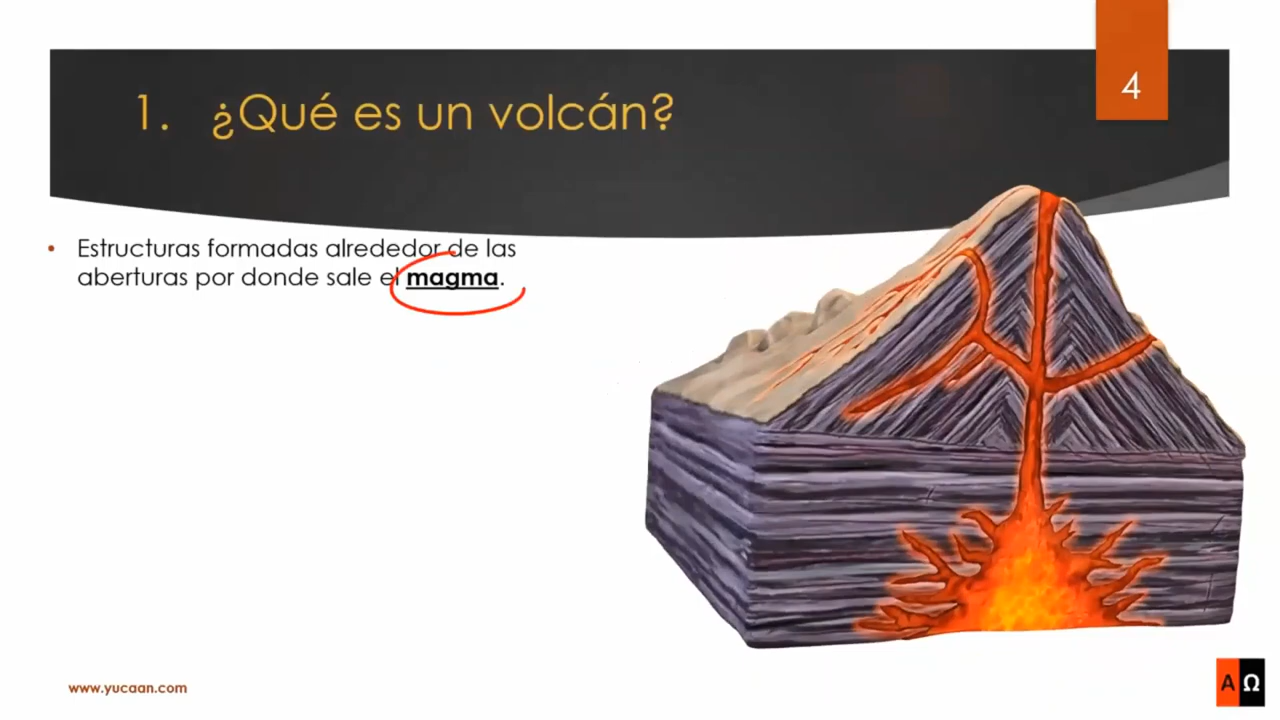 4
1. ¿Qué es un volcán?
• Estructuras formadas alrededor de las
aberturas por donde sale el magma.
www.yucaan.com
A Ω